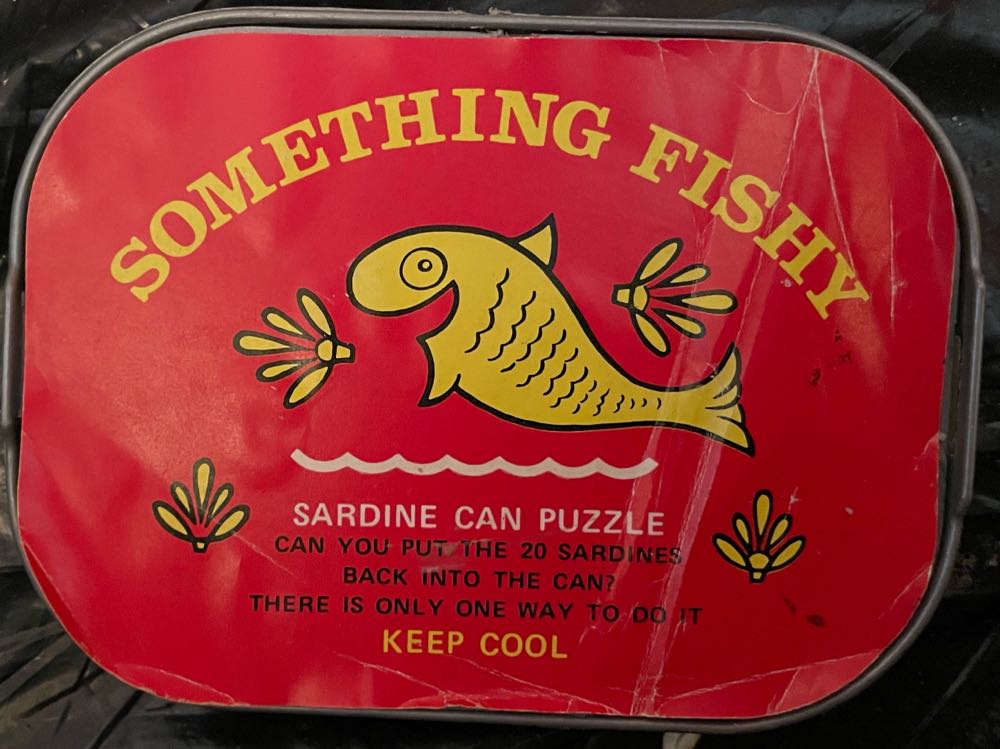 SOMETHING FISHY
SARDINE CAN PUZZLE
CAN YOU PUT THE 20 SARDINES
BACK INTO THE CAN?
THERE IS ONLY ONE WAY TO DO IT
KEEP COOL